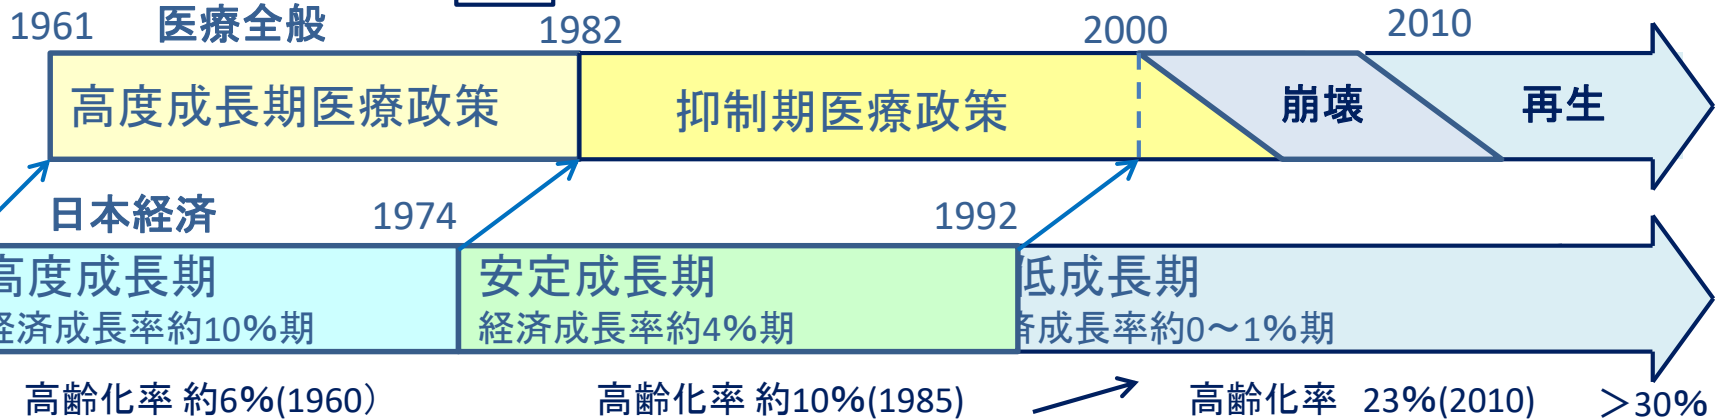 1961 医療全般 1982 2000 2010
高度成長期医療政策 抑制期医療政策 崩壊 再生
日本経済 1974 1992
高度成長期 安定成長期 低成長期
経済成長率約10%期 経済成長率約4%期 済成長率約0～1%期
高齢化率 約6%(1960） 高齢化率 約10%(1985) 高齢化率 23%(2010) ＞30%